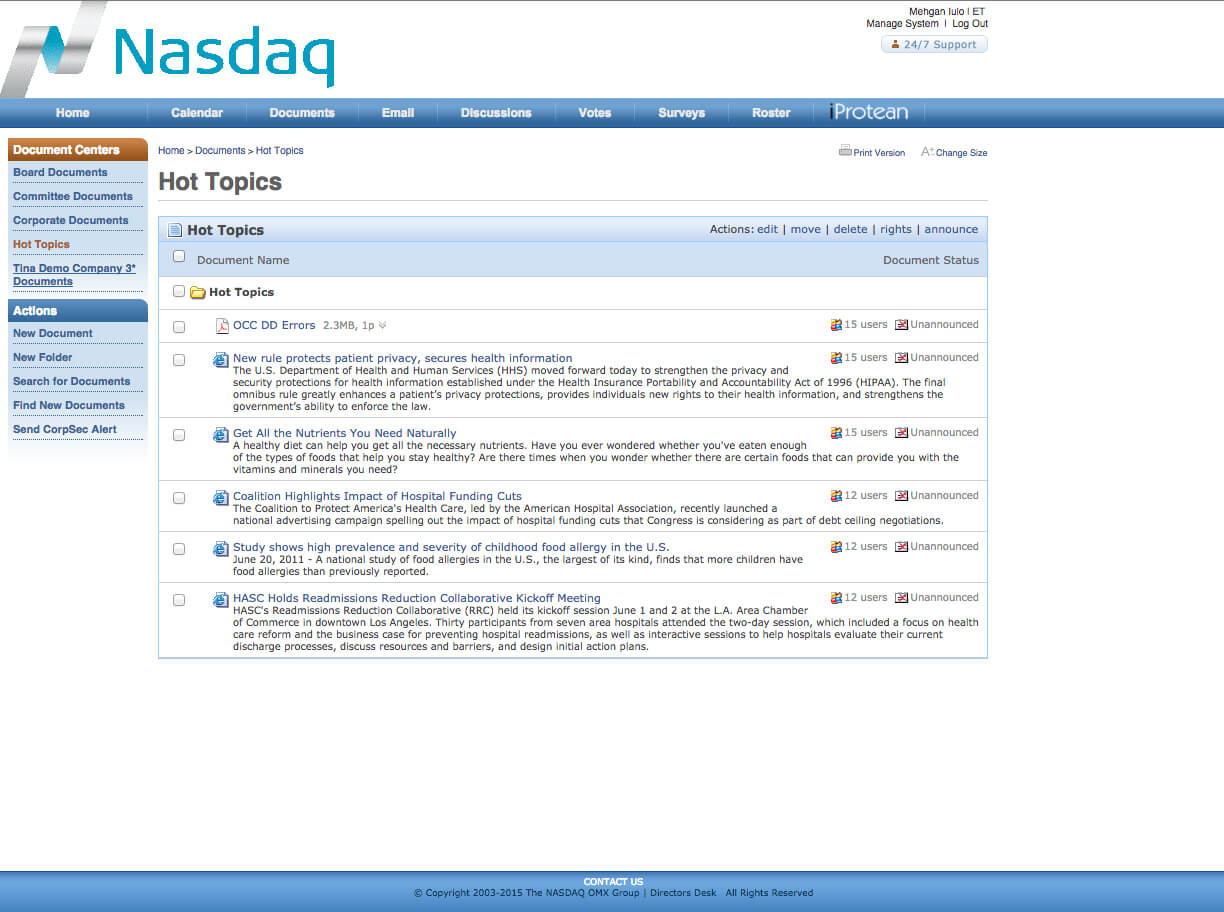 Nasdaq
Mehgan Iulo | ET
Manage System | Log Out
24/7 Support
Home
Calendar
Documents
Email
Discussions
Votes
Surveys
Roster
iProtean
Document Centers
Board Documents
Committee Documents
Corporate Documents
Hot Topics
Tina Demo Company 3*
Documents
Actions
New Document
New Folder
Search for Documents
Find New Documents
Send CorpSec Alert
Home > Documents > Hot Topics
Print Version
A± Change Size
Hot Topics
Hot Topics
Actions: edit | move | delete | rights | announce
Document Name
Document Status
Hot Topics
OCC DD Errors 2.3MB, 1p
15 users Unannounced
New rule protects patient privacy, secures health information
15 users Unannounced
The U.S. Department of Health and Human Services (HHS) moved forward today to strengthen the privacy and
security protections for health information established under the Health Insurance Portability and Accountability Act of 1996 (HIPAA). The final
omnibus rule greatly enhances a patient's privacy protections, provides individuals new rights to their health information, and strengthens the
government's ability to enforce the law.
Get All the Nutrients You Need Naturally
15 users Unannounced
A healthy diet can help you get all the necessary nutrients. Have you ever wondered whether you've eaten enough
of the types of foods that help you stay healthy? Are there times when you wonder whether there are certain foods that can provide you with the
vitamins and minerals you need?
Coalition Highlights Impact of Hospital Funding Cuts
12 users Unannounced
The Coalition to Protect America's Health Care, led by the American Hospital Association, recently launched a
national advertising campaign spelling out the impact of hospital funding cuts that Congress is considering as part of debt ceiling negotiations.
Study shows high prevalence and severity of childhood food allergy in the U.S.
12 users Unannounced
June 20, 2011 - A national study of food allergies in the U.S., the largest of its kind, finds that more children have
food allergies than previously reported.
HASC Holds Readmissions Reduction Collaborative Kickoff Meeting
12 users Unannounced
HASC's Readmissions Reduction Collaborative (RRC) held its kickoff session June 1 and 2 at the L.A. Area Chamber
of Commerce in downtown Los Angeles. Thirty participants from seven area hospitals attended the two-day session, which included a focus on health
care reform and the business case for preventing hospital readmissions, as well as interactive sessions to help hospitals evaluate their current
discharge processes, discuss resources and barriers, and design initial action plans.
CONTACT US
© Copyright 2003-2015 The NASDAQ OMX Group | Directors Desk All Rights Reserved